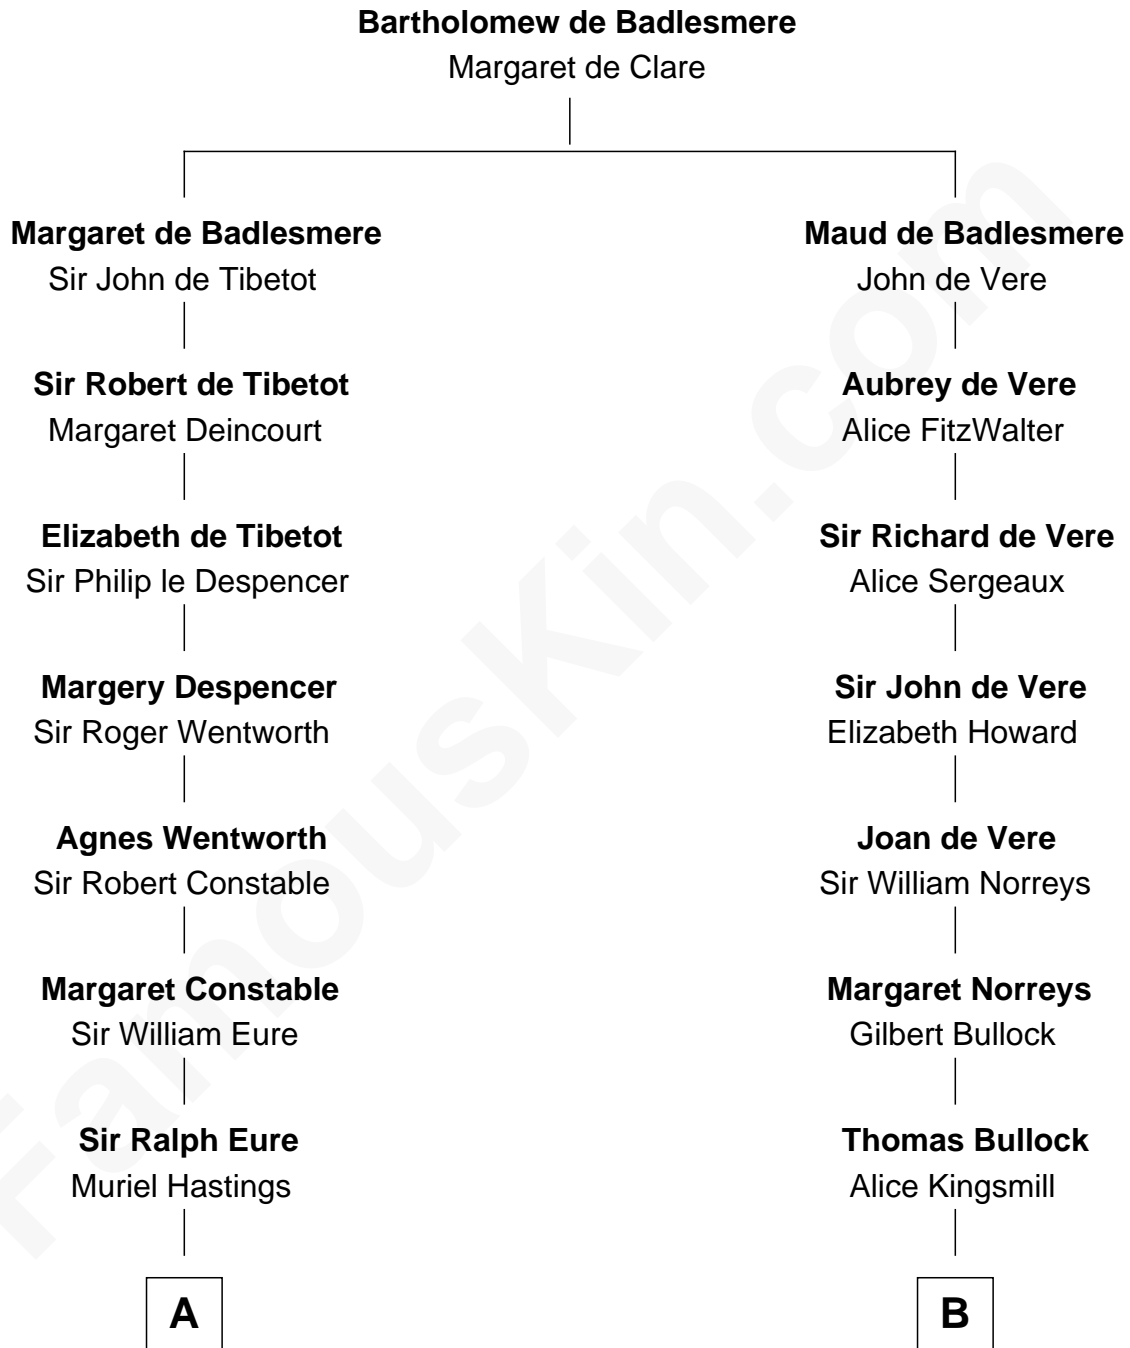 Bartholomew de Badlesmere
Margaret de Clare
Margaret de Badlesmere
Sir John de Tibetot
Sir Robert de Tibetot
Margaret Deincourt
Elizabeth de Tibetot
Sir Philip le Despencer
Margery Despencer
Sir Roger Wentworth
Agnes Wentworth
Sir Robert Constable
Margaret Constable
Sir William Eure
Sir Ralph Eure
Muriel Hastings
A
Maud de Badlesmere
John de Vere
Aubrey de Vere
Alice FitzWalter
Sir Richard de Vere
Alice Sergeaux
Sir John de Vere
Elizabeth Howard
Joan de Vere
Sir William Norreys
Margaret Norreys
Gilbert Bullock
Thomas Bullock
Alice Kingsmill
B
FamousKin.com